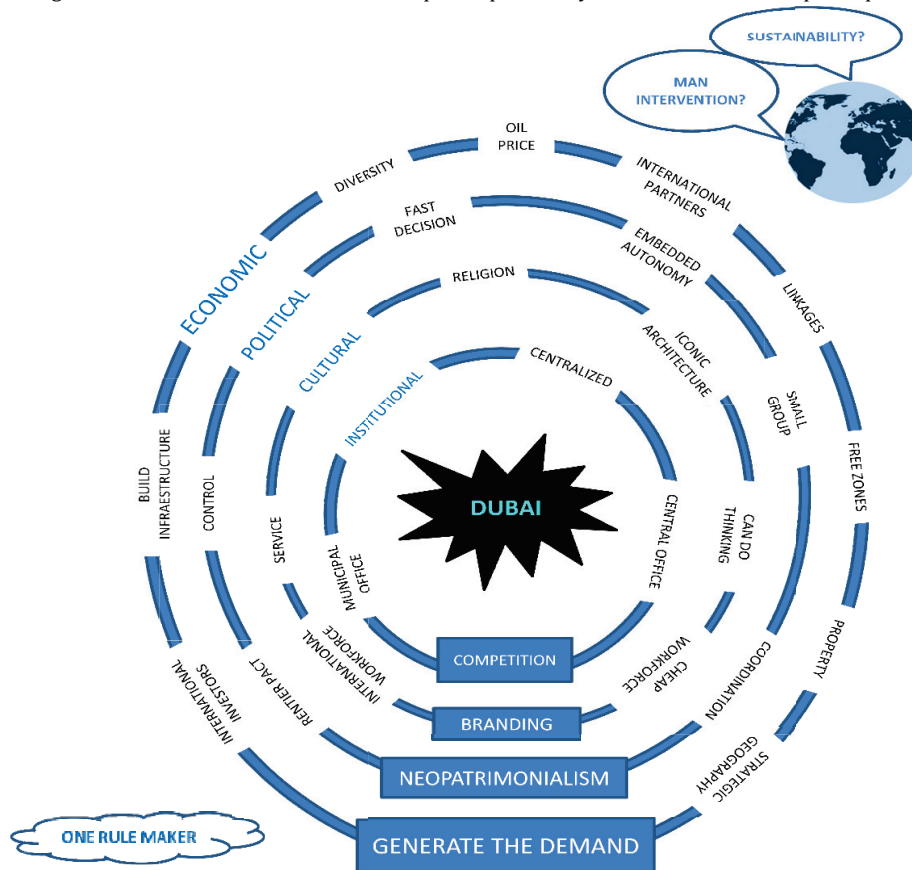 SUSTAINABILITY?
MAN
INTERVENTION?
OIL
PRICE
DIVERSITY
INTERNATIONAL
PARTNERS
FAST
DECISION
EMBEDDED
AUTONOMY
ECONOMIC
POLITICAL
RELIGION
LINKAGES
CULTURAL
ICONIC
ARCHITECTURE
INSTITUTIONAL
CENTRALIZED
SMALL
GROUP
BUILD
INFRAESTRUCTURE
CONTROL
SERVICE
MUNICIPAL
OFFICE
DUBAI
CENTRAL OFFICE
CAN DO
THINKING
FREE ZONES
INTERNATIONAL
INVESTORS
RENTIER PACT
INTERNATIONAL
WORKFORCE
COMPETITION
CHEAP
WORKFORCE
COORDINATION
PROPERTY
BRANDING
STRATEGIC
GEOGRAPHY
NEOPATRIMONIALISM
ONE RULE MAKER
GENERATE THE DEMAND